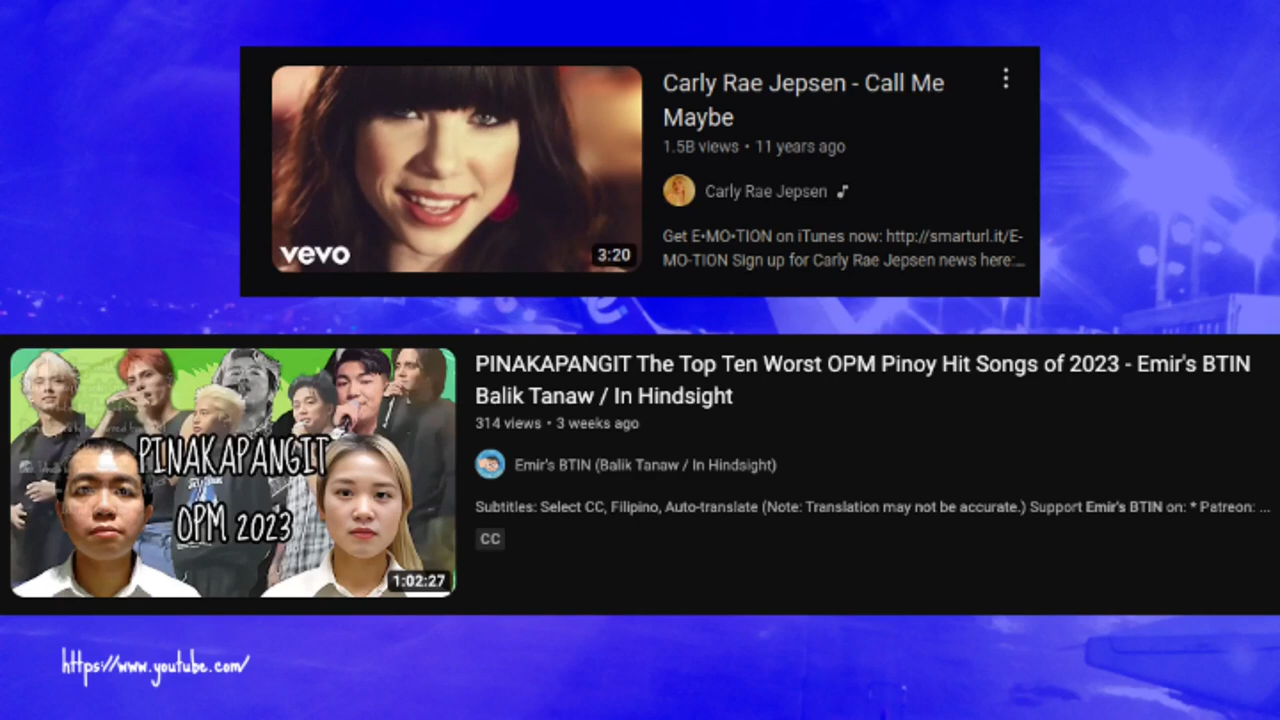 Carly Rae Jepsen - Call Me
Maybe
1.5B views • 11 years ago
Carly Rae Jepsen
Get E•MO•TION on iTunes now: http://smarturl.it/E-
MO-TION Sign up for Carly Rae Jepsen news here:...
vevo
3:20
PINAKAPANGIT The Top Ten Worst OPM Pinoy Hit Songs of 2023 - Emir's BTIN
Balik Tanaw / In Hindsight
314 views • 3 weeks ago
Emir's BTIN (Balik Tanaw / In Hindsight)
Subtitles: Select CC, Filipino, Auto-translate (Note: Translation may not be accurate.) Support Emir's BTIN on: * Patreon: ...
CC
PINAKAPANGIT
OPM 2023
1:02:27
https://www.youtube.com/